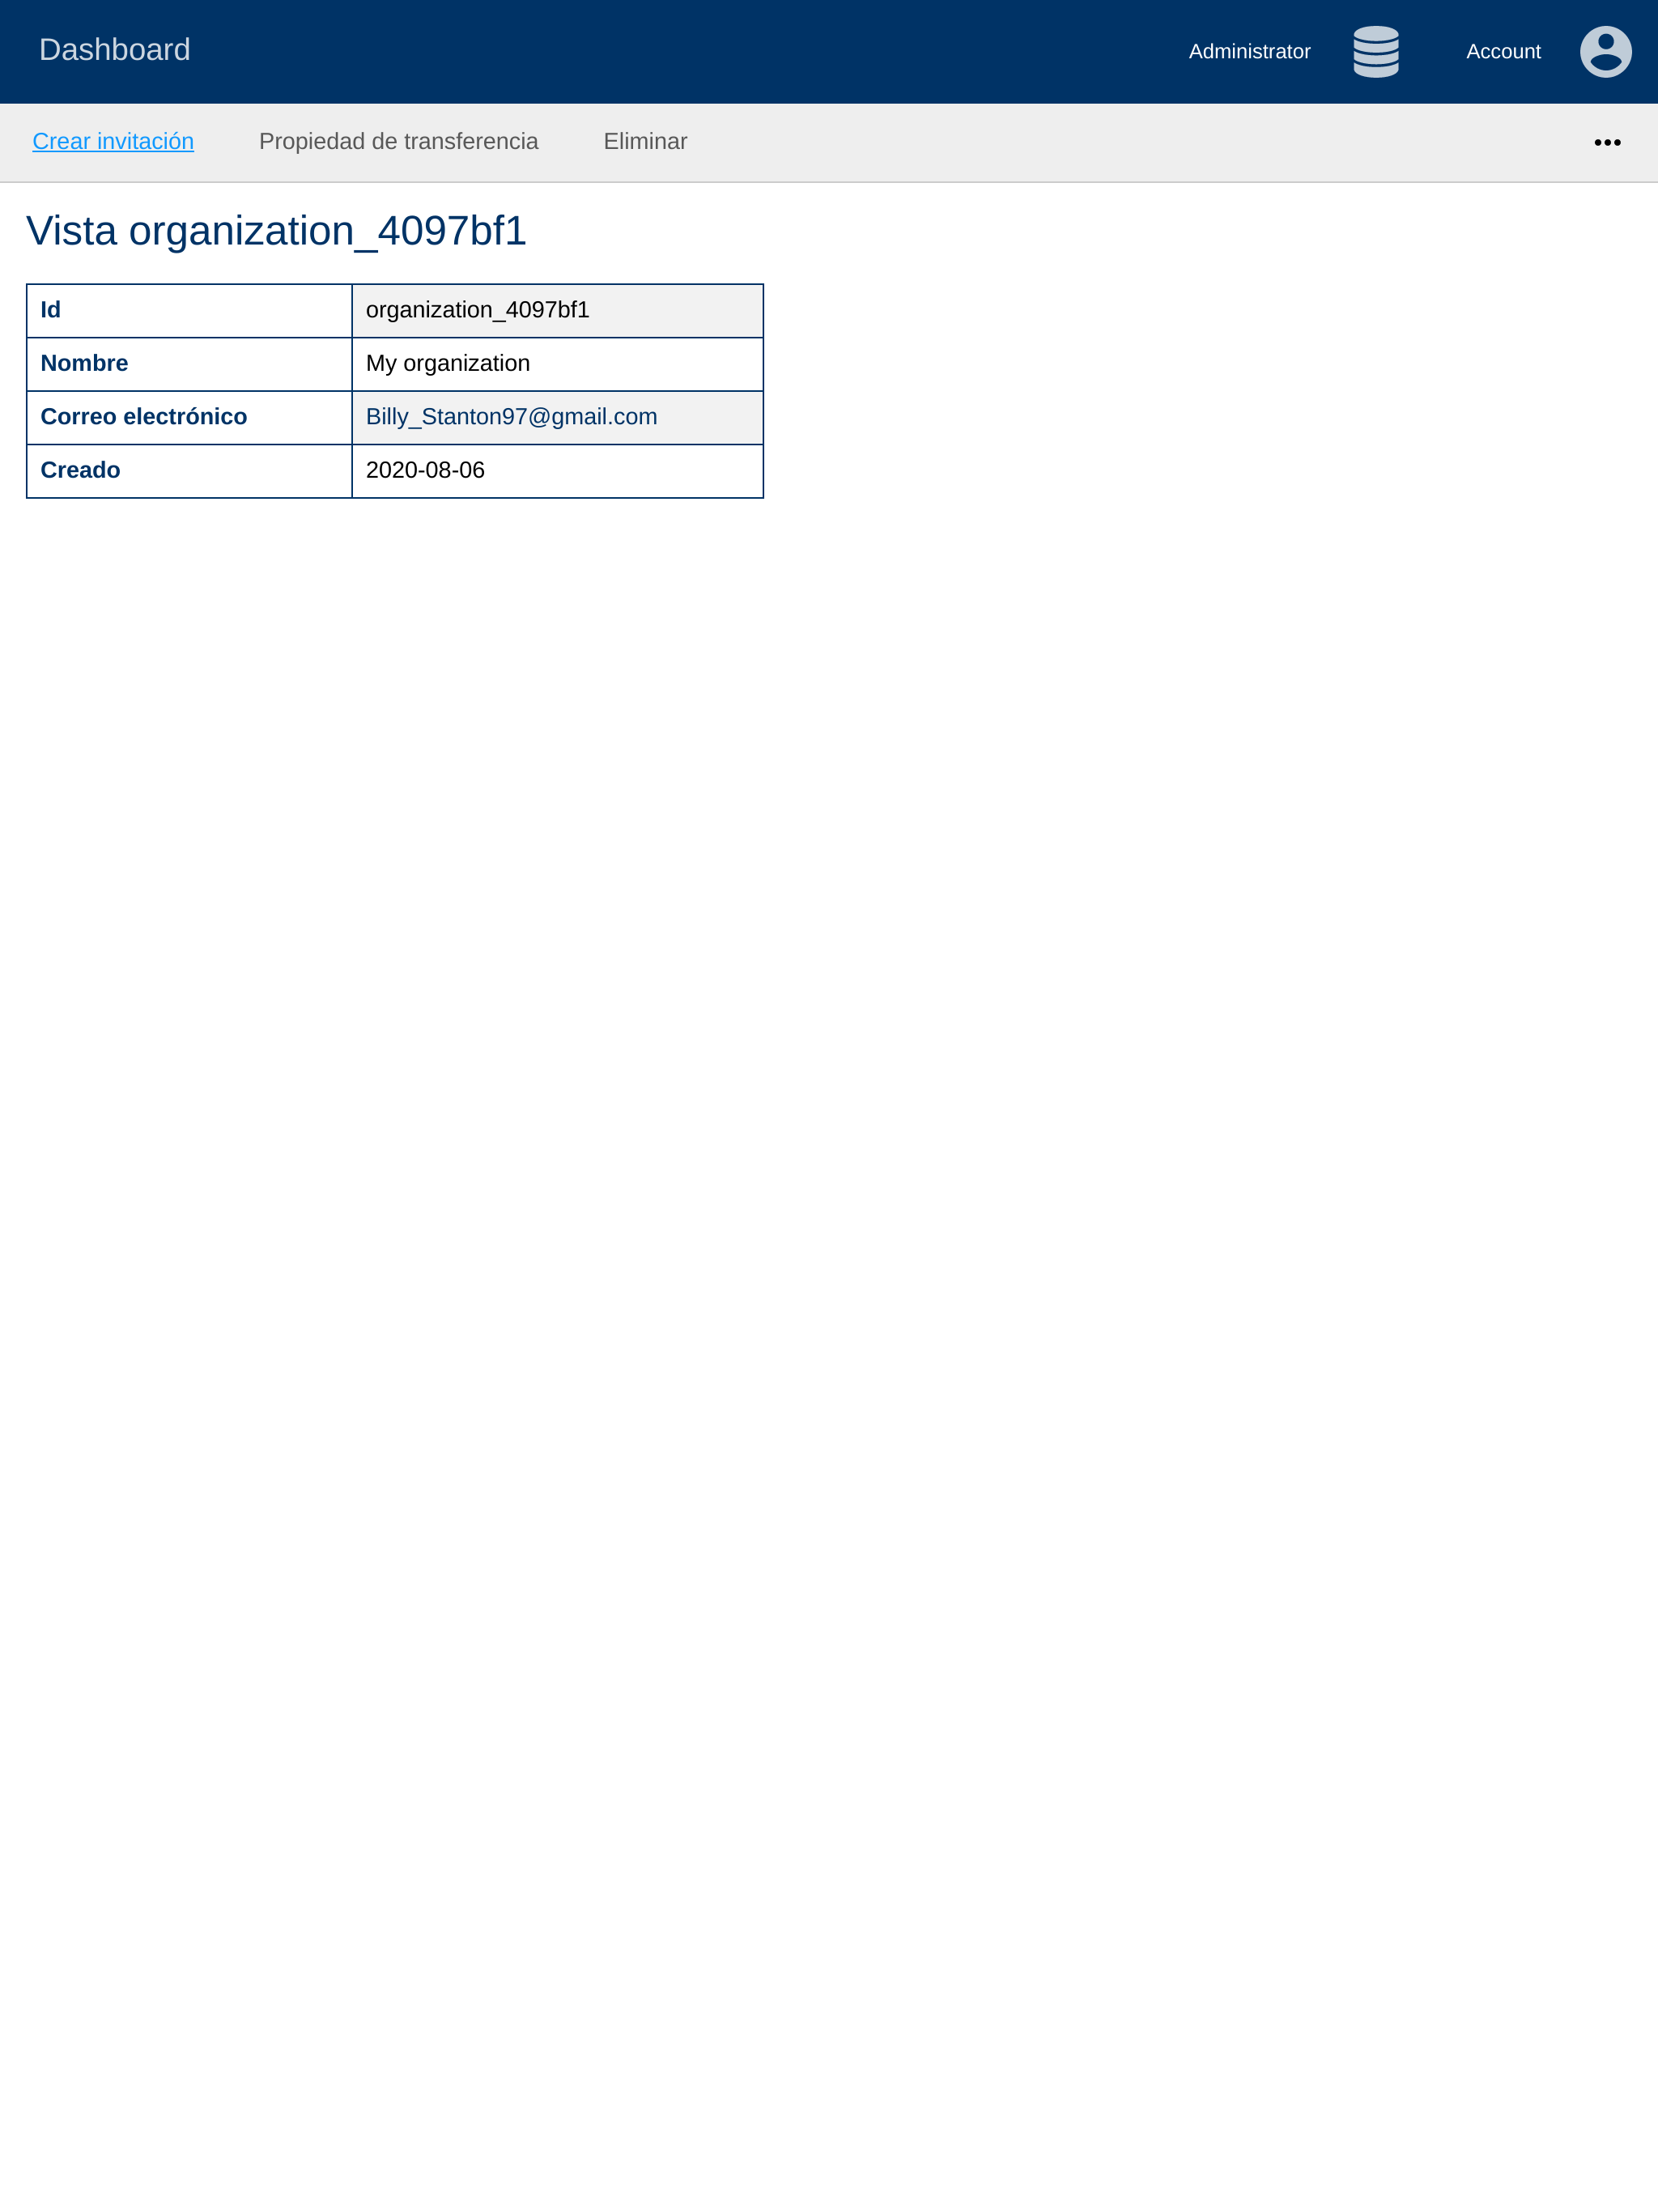 Dashboard
Administrator
Account
Crear invitación
Propiedad de transferencia
Eliminar
Vista organization_4097bf1
Id organization_4097bf1
Nombre My organization
Correo electrónico Billy_Stanton97@gmail.com
Creado 2020-08-06